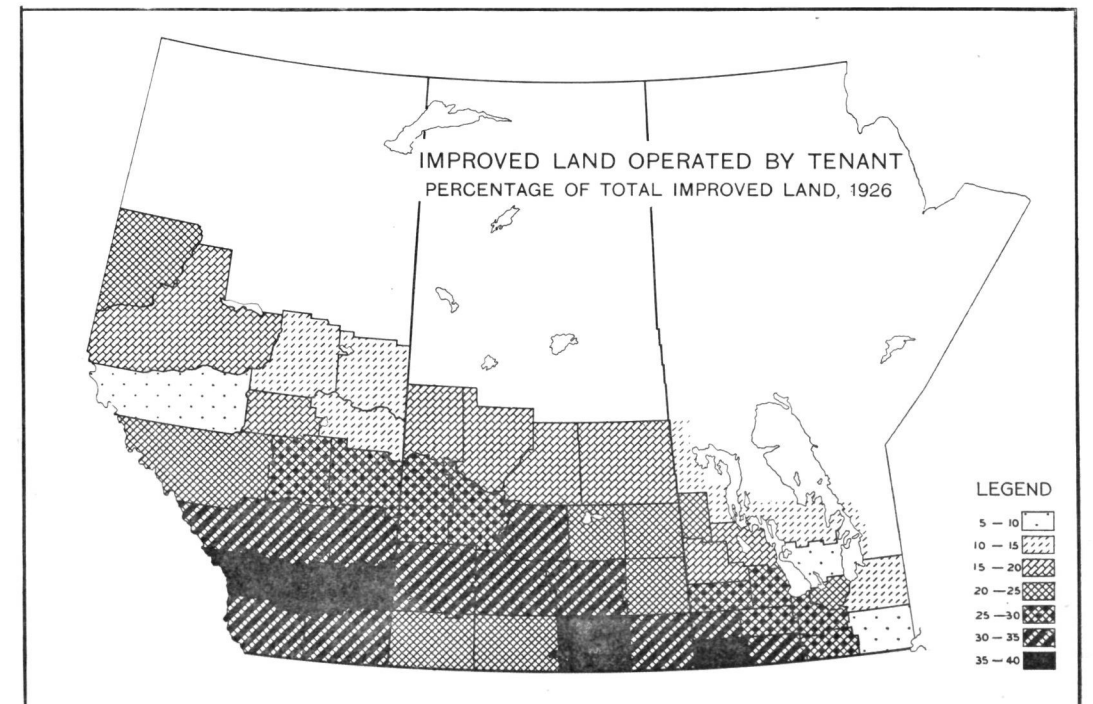 IMPROVED LAND OPERATED BY TENANT
PERCENTAGE OF TOTAL IMPROVED LAND, 1926
LEGEND
5 — 10
10 — 15
15 — 20
20 — 25
25 — 30
30 — 35
35 — 40